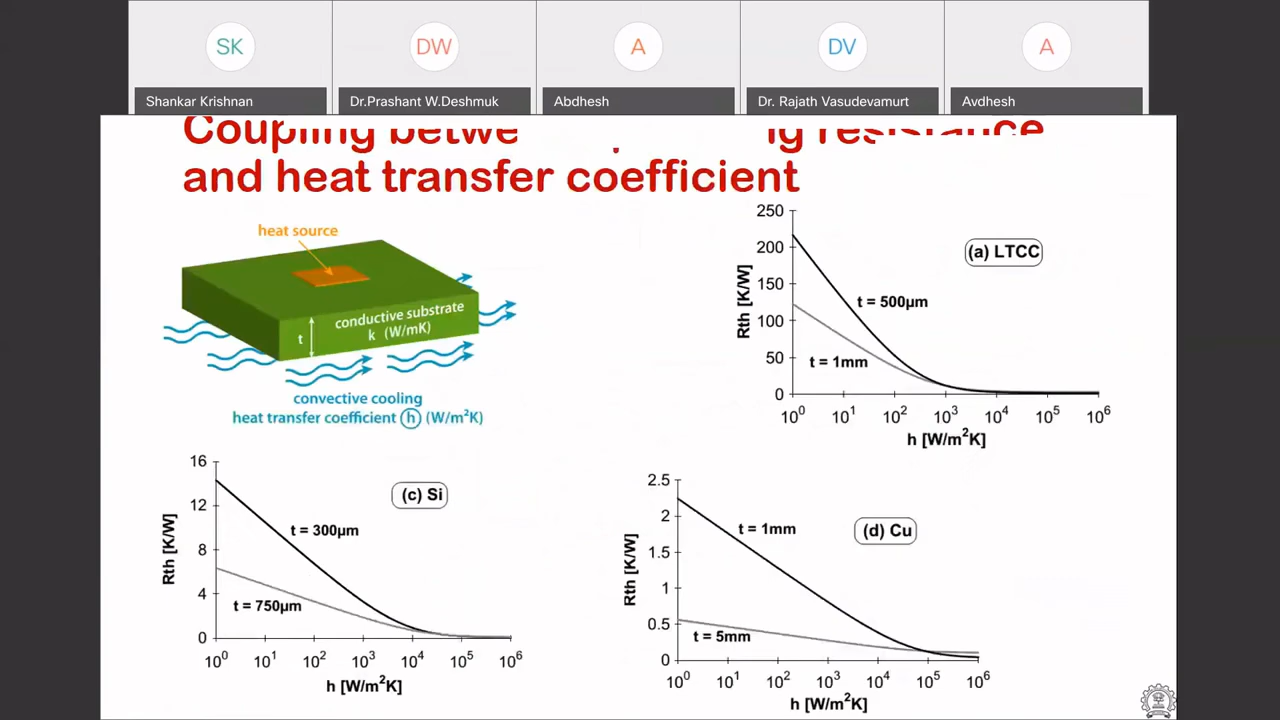 SK
DW
A
DV
A
Shankar Krishnan
Dr.Prashant W.Deshmuk
Abdhesh
Dr. Rajath Vasudevamurt
Avdhesh
Coupling resistance
and heat transfer coefficient
heat source
conductive substrate
k (W/mK)
t
convective cooling
heat transfer coefficient h (W/m²K)
250
200
150
100
50
0
Rth [K/W]
(a) LTCC
t = 500μm
t = 1mm
10⁰ 10¹ 10² 10³ 10⁴ 10⁵ 10⁶
h [W/m²K]
16
12
8
4
0
Rth [K/W]
(c) Si
t = 300μm
t = 750μm
10⁰ 10¹ 10² 10³ 10⁴ 10⁵ 10⁶
h [W/m²K]
2.5
2
1.5
1
0.5
0
Rth [K/W]
(d) Cu
t = 1mm
t = 5mm
10⁰ 10¹ 10² 10³ 10⁴ 10⁵ 10⁶
h [W/m²K]